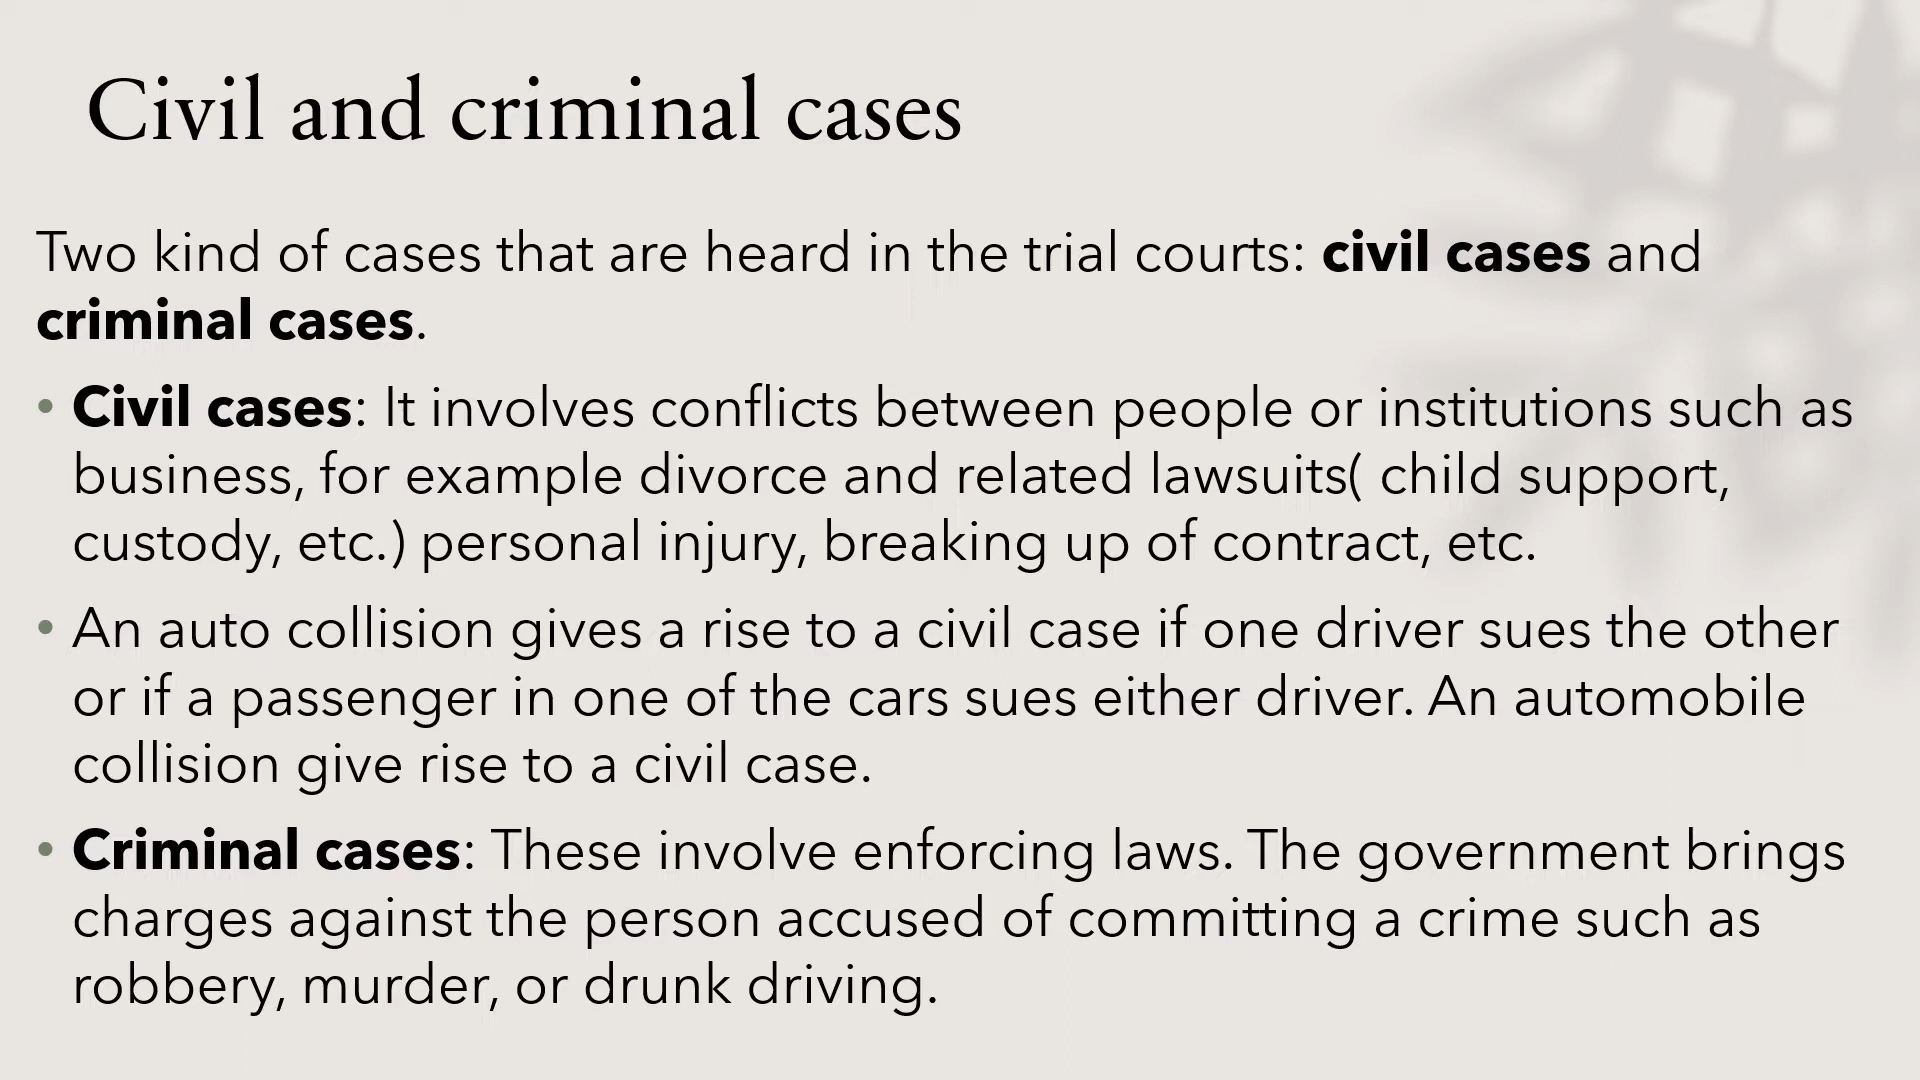 Civil and criminal cases
Two kind of cases that are heard in the trial courts: civil cases and
criminal cases.
• Civil cases: It involves conflicts between people or institutions such as
business, for example divorce and related lawsuits( child support,
custody, etc.) personal injury, breaking up of contract, etc.
• An auto collision gives a rise to a civil case if one driver sues the other
or if a passenger in one of the cars sues either driver. An automobile
collision give rise to a civil case.
• Criminal cases: These involve enforcing laws. The government brings
charges against the person accused of committing a crime such as
robbery, murder, or drunk driving.